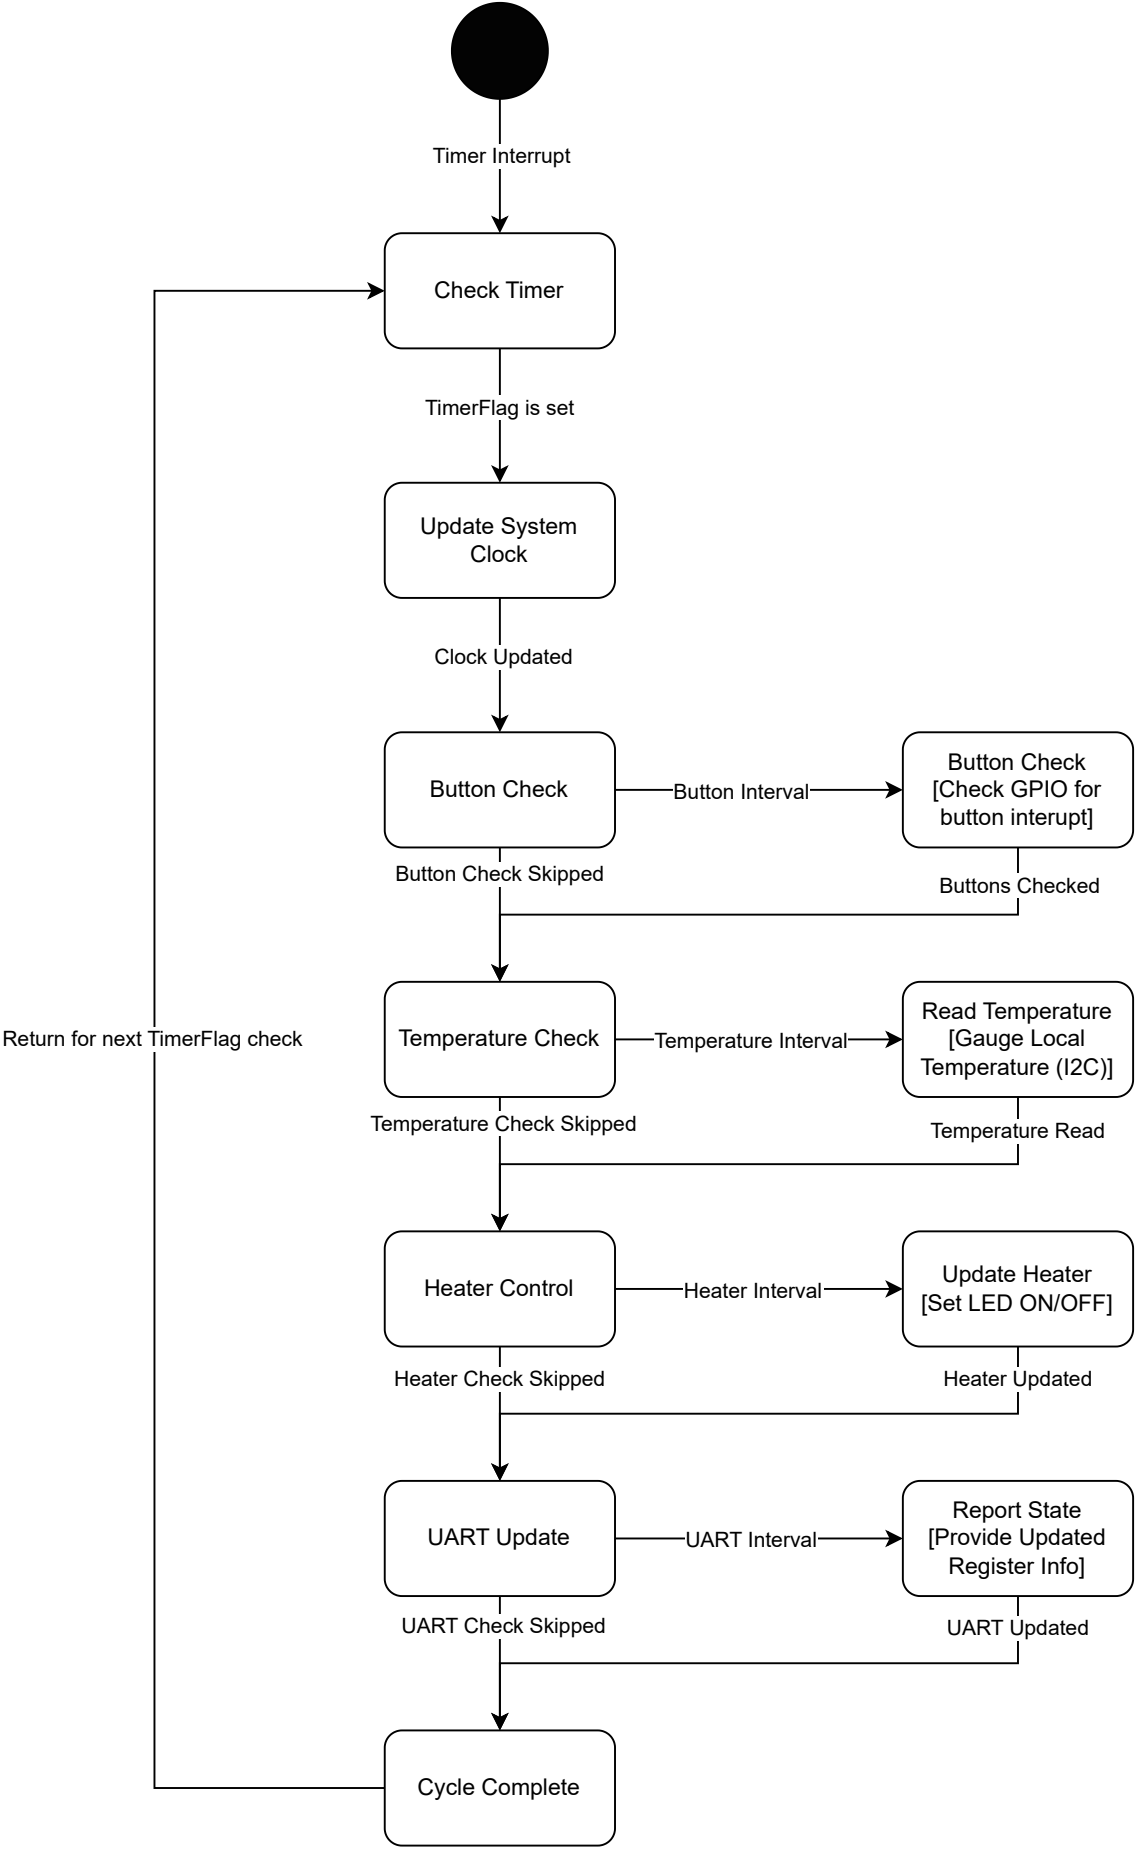 Timer Interrupt
Check Timer
TimerFlag is set
Update System
Clock
Clock Updated
Button Check
Button Interval
Button Check
[Check GPIO for
button interupt]
Button Check Skipped
Buttons Checked
Temperature Check
Temperature Interval
Read Temperature
[Gauge Local
Temperature (I2C)]
Return for next TimerFlag check
Temperature Check Skipped
Temperature Read
Heater Control
Heater Interval
Update Heater
[Set LED ON/OFF]
Heater Check Skipped
Heater Updated
UART Update
UART Interval
Report State
[Provide Updated
Register Info]
UART Check Skipped
UART Updated
Cycle Complete